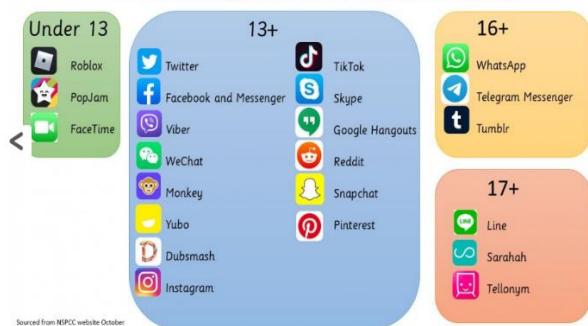 Under 13
Roblox
PopJam
FaceTime
13+
Twitter
Facebook and Messenger
Viber
WeChat
Monkey
Yubo
Dubsmash
Instagram
TikTok
Skype
Google Hangouts
Reddit
Snapchat
Pinterest
16+
WhatsApp
Telegram Messenger
Tumblr
17+
Line
Sarahah
Tellonym
LINE
Sourced from NSPCC website October